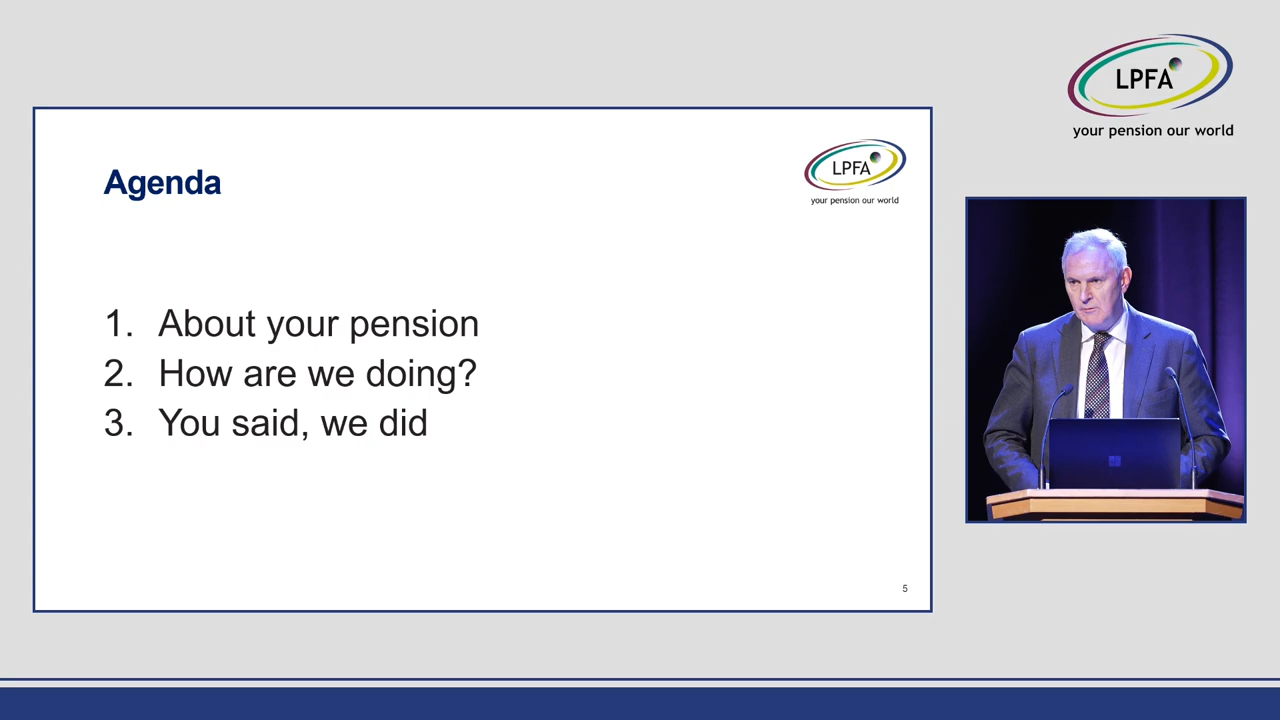 LPFA
your pension our world
Agenda
LPFA
your pension our world
1. About your pension
2. How are we doing?
3. You said, we did
5